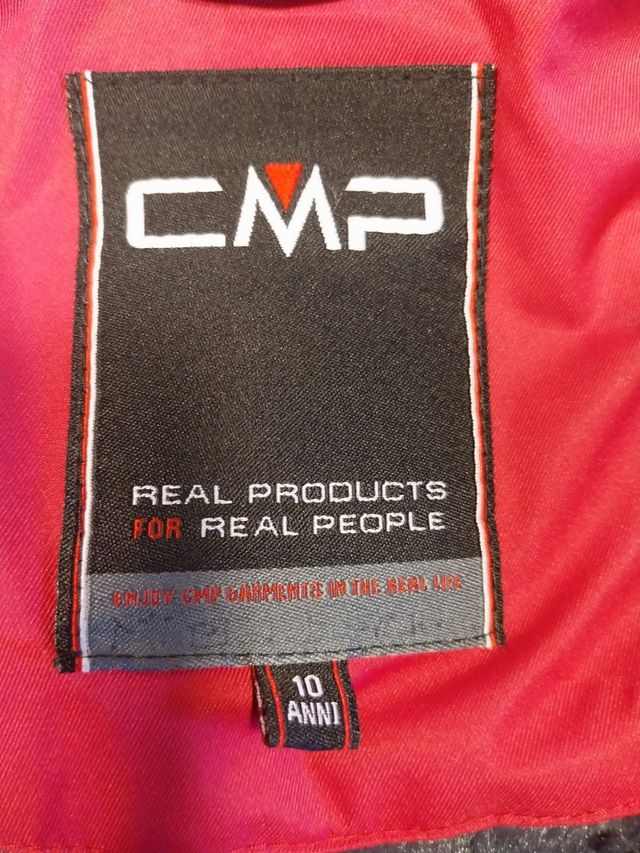 CMP
REAL PRODUCTS
FOR REAL PEOPLE
ENJOY CMP GARMENTS IN THE REAL LIFE
10
ANNI